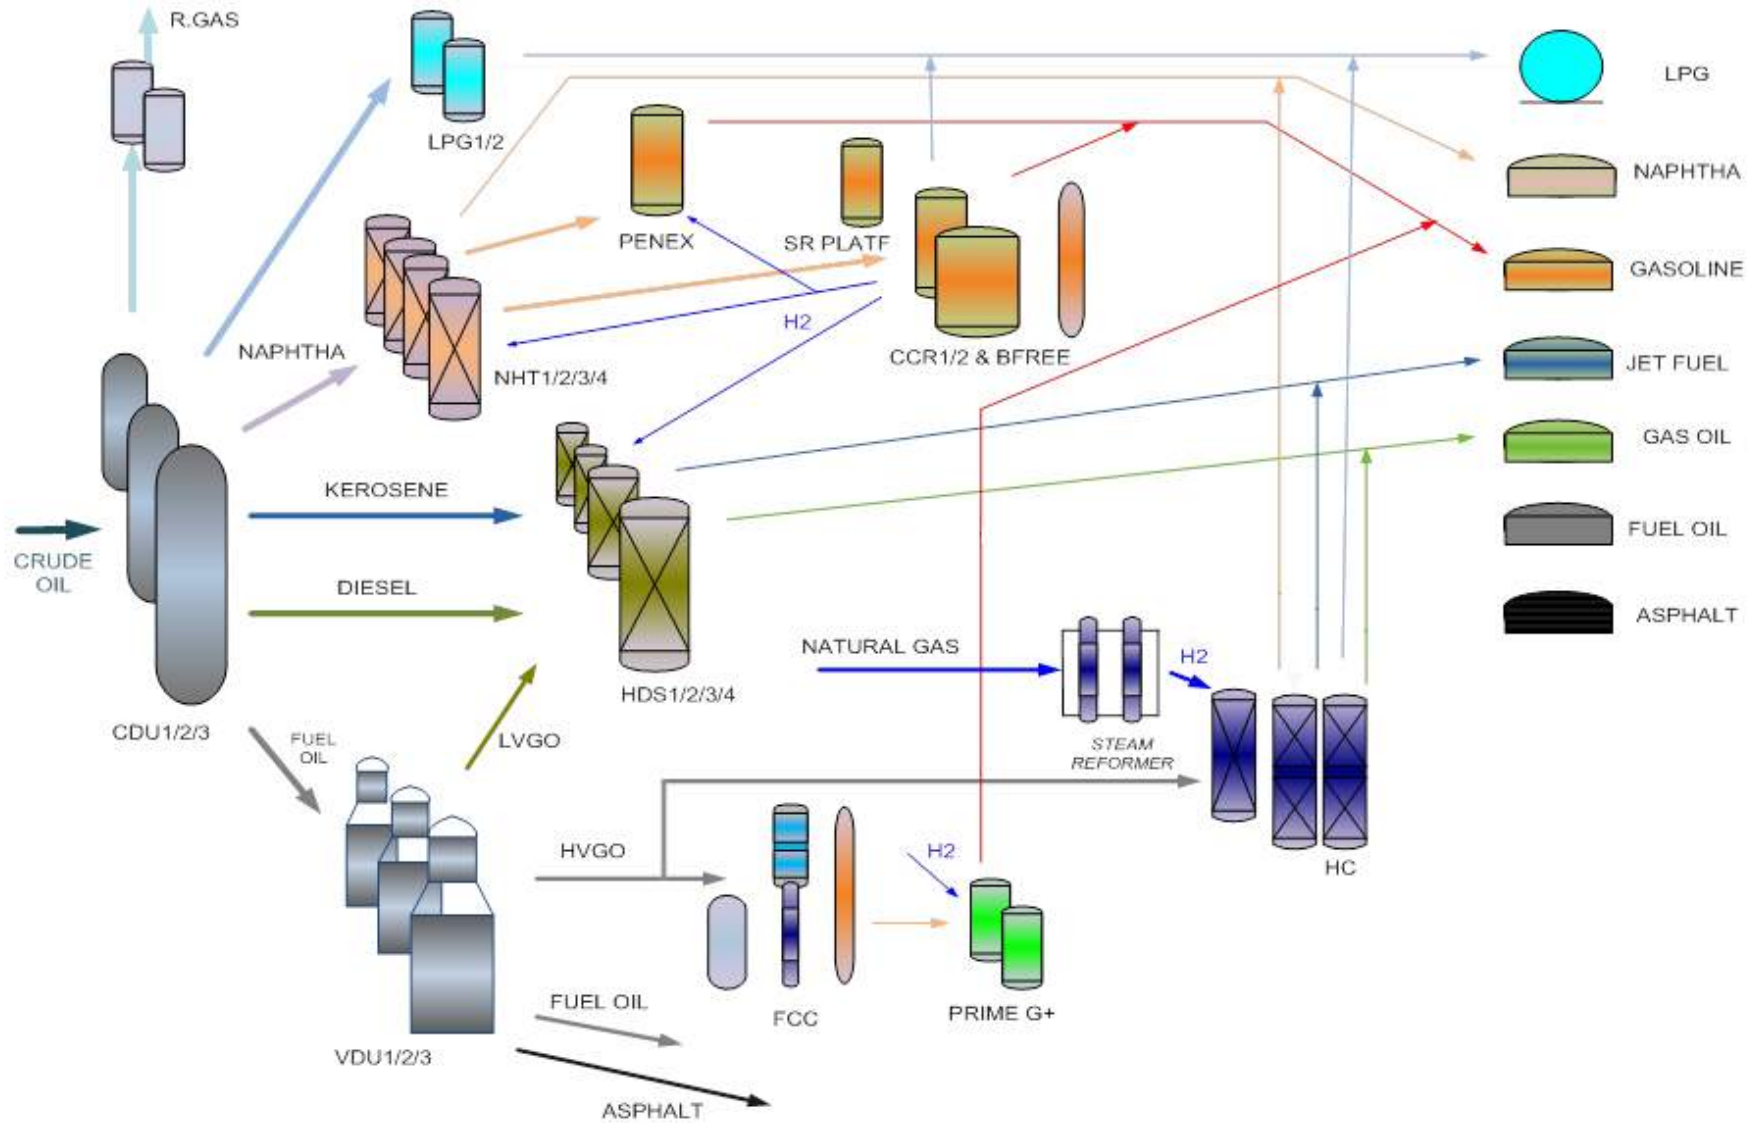 R.GAS
LPG1/2
LPG
PENEX
SR PLATF
NAPHTHA
GASOLINE
NAPHTHA
NHT1/2/3/4
H2
CCR1/2 & BFREE
JET FUEL
GAS OIL
KEROSENE
CRUDE
OIL
DIESEL
FUEL OIL
ASPHALT
NATURAL GAS
H2
HDS1/2/3/4
CDU1/2/3
FUEL
OIL
LVGO
STEAM
REFORMER
HVGO
H2
HC
FUEL OIL
FCC
PRIME G+
VDU1/2/3
ASPHALT